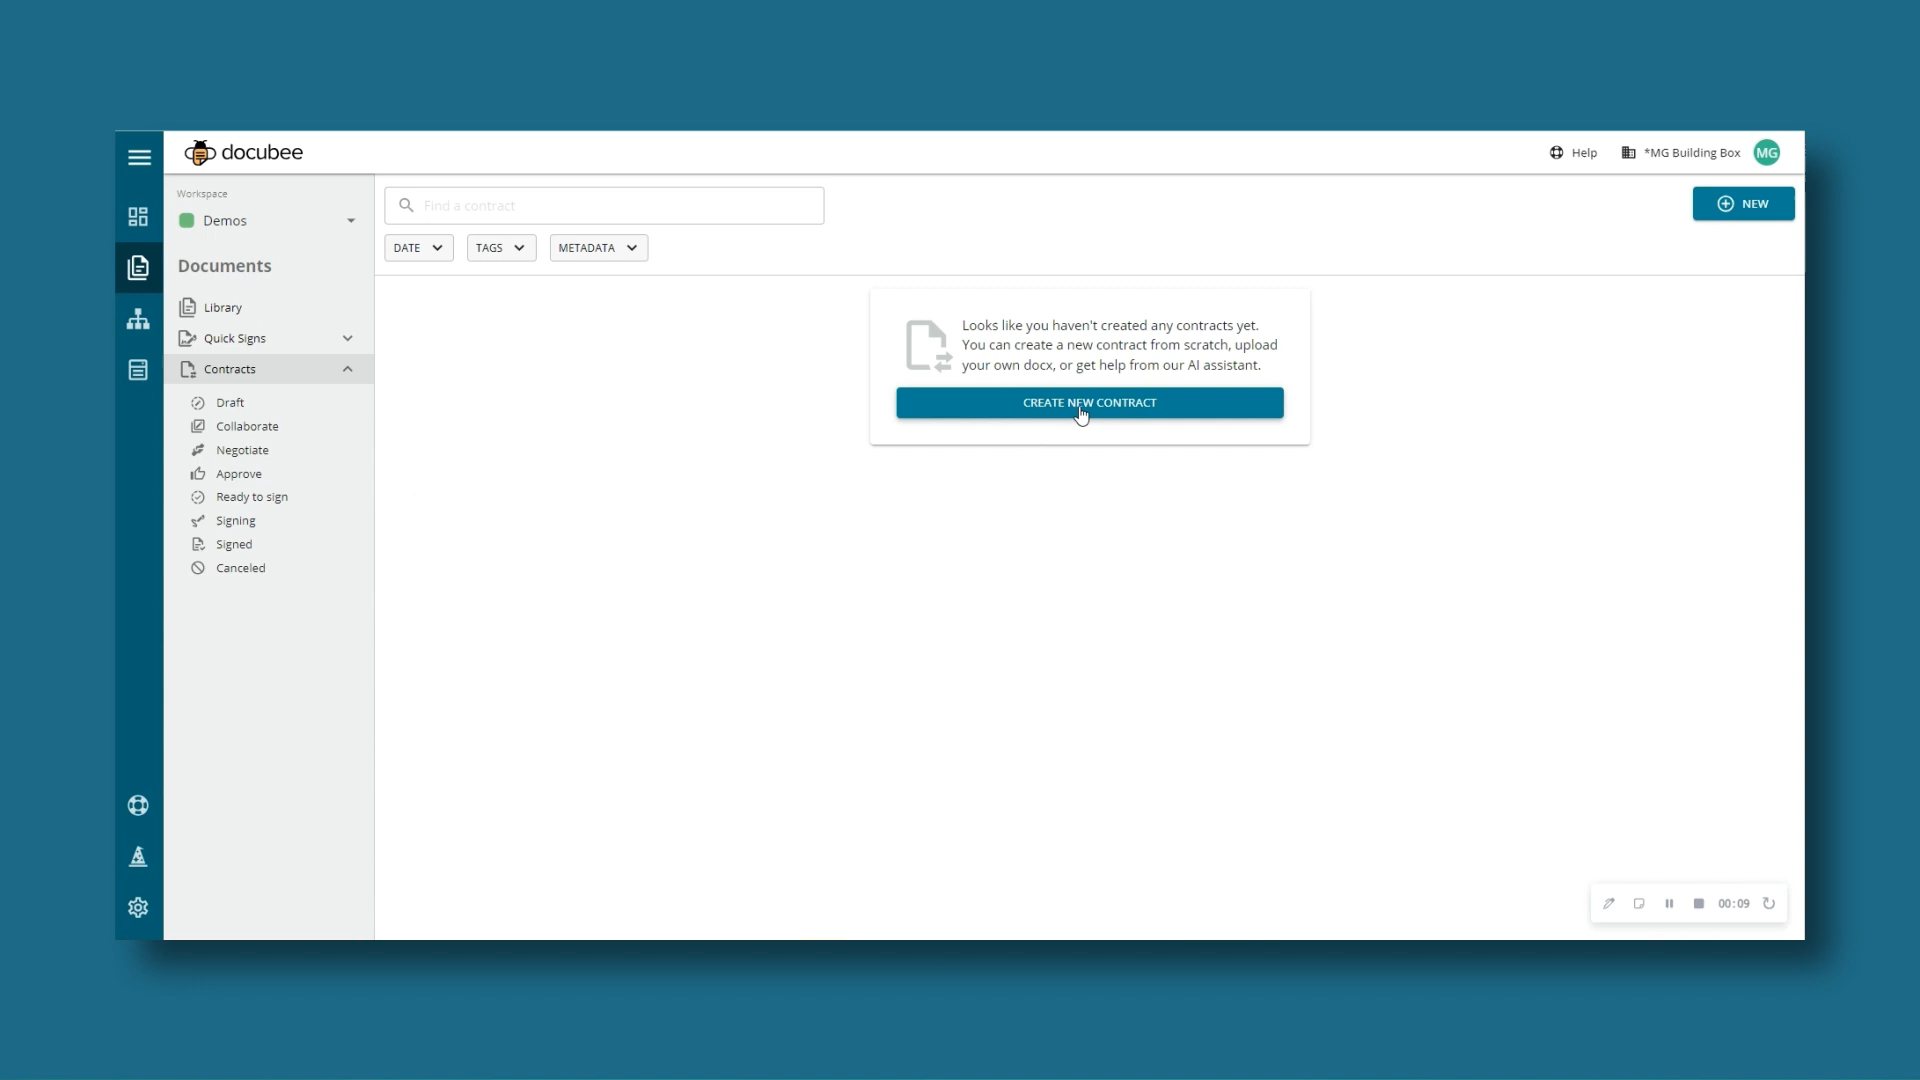 docubee
Help
*MG Building Box
MG
Workspace
Demos
Documents
Library
Quick Signs
Contracts
Draft
Collaborate
Negotiate
Approve
Ready to sign
Signing
Signed
Canceled
Find a contract
NEW
DATE
TAGS
METADATA
Looks like you haven't created any contracts yet.
You can create a new contract from scratch, upload
your own docx, or get help from our AI assistant.
CREATE NEW CONTRACT
00:09